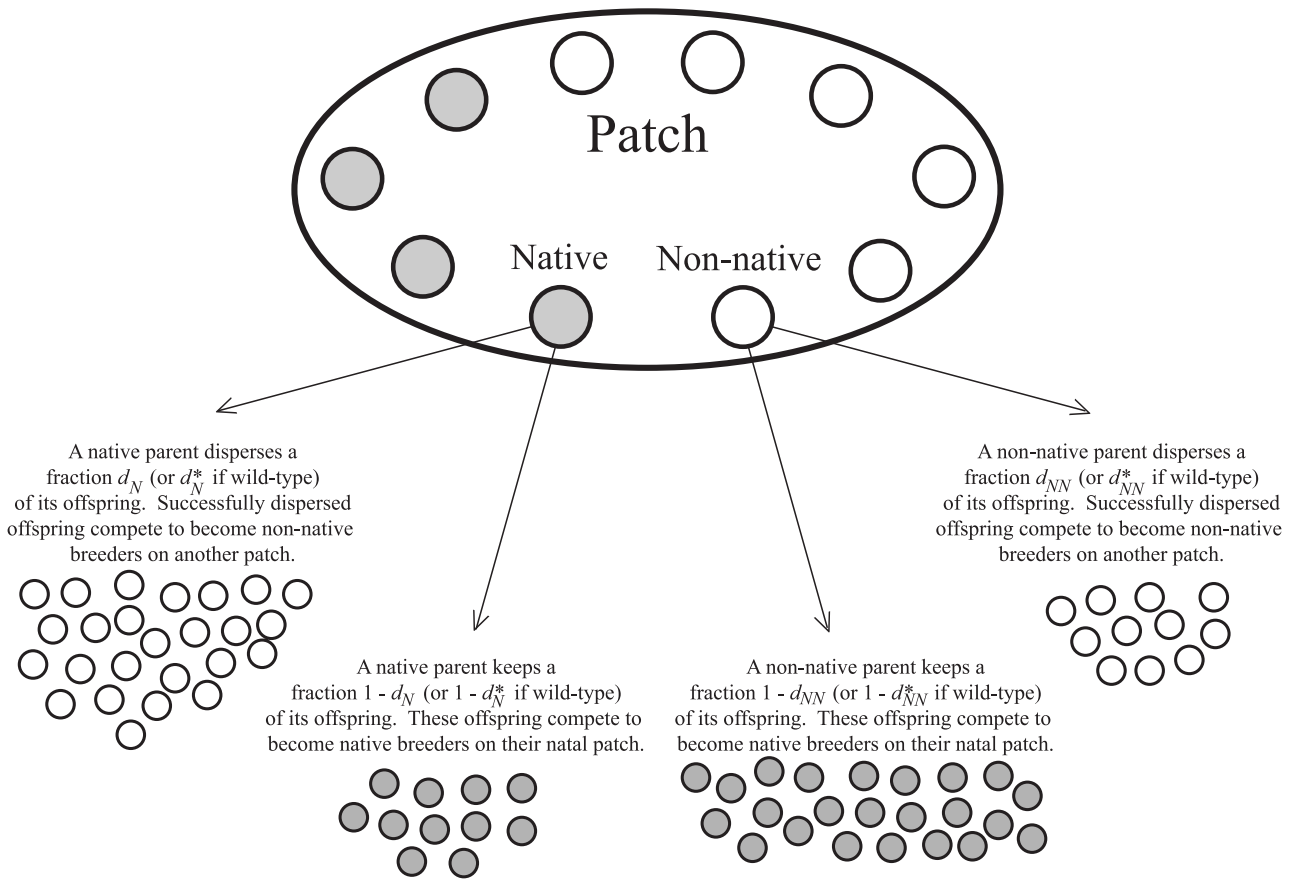 Patch
Native
Non-native
A native parent disperses a
fraction d_N (or d*_N if wild-type)
of its offspring. Successfully dispersed
offspring compete to become non-native
breeders on another patch.
A non-native parent disperses a
fraction d_NN (or d*_NN if wild-type)
of its offspring. Successfully dispersed
offspring compete to become non-native
breeders on another patch.
A native parent keeps a
fraction 1 - d_N (or 1 - d*_N if wild-type)
of its offspring. These offspring compete to
become native breeders on their natal patch.
A non-native parent keeps a
fraction 1 - d_NN (or 1 - d*_NN if wild-type)
of its offspring. These offspring compete to
become native breeders on their natal patch.